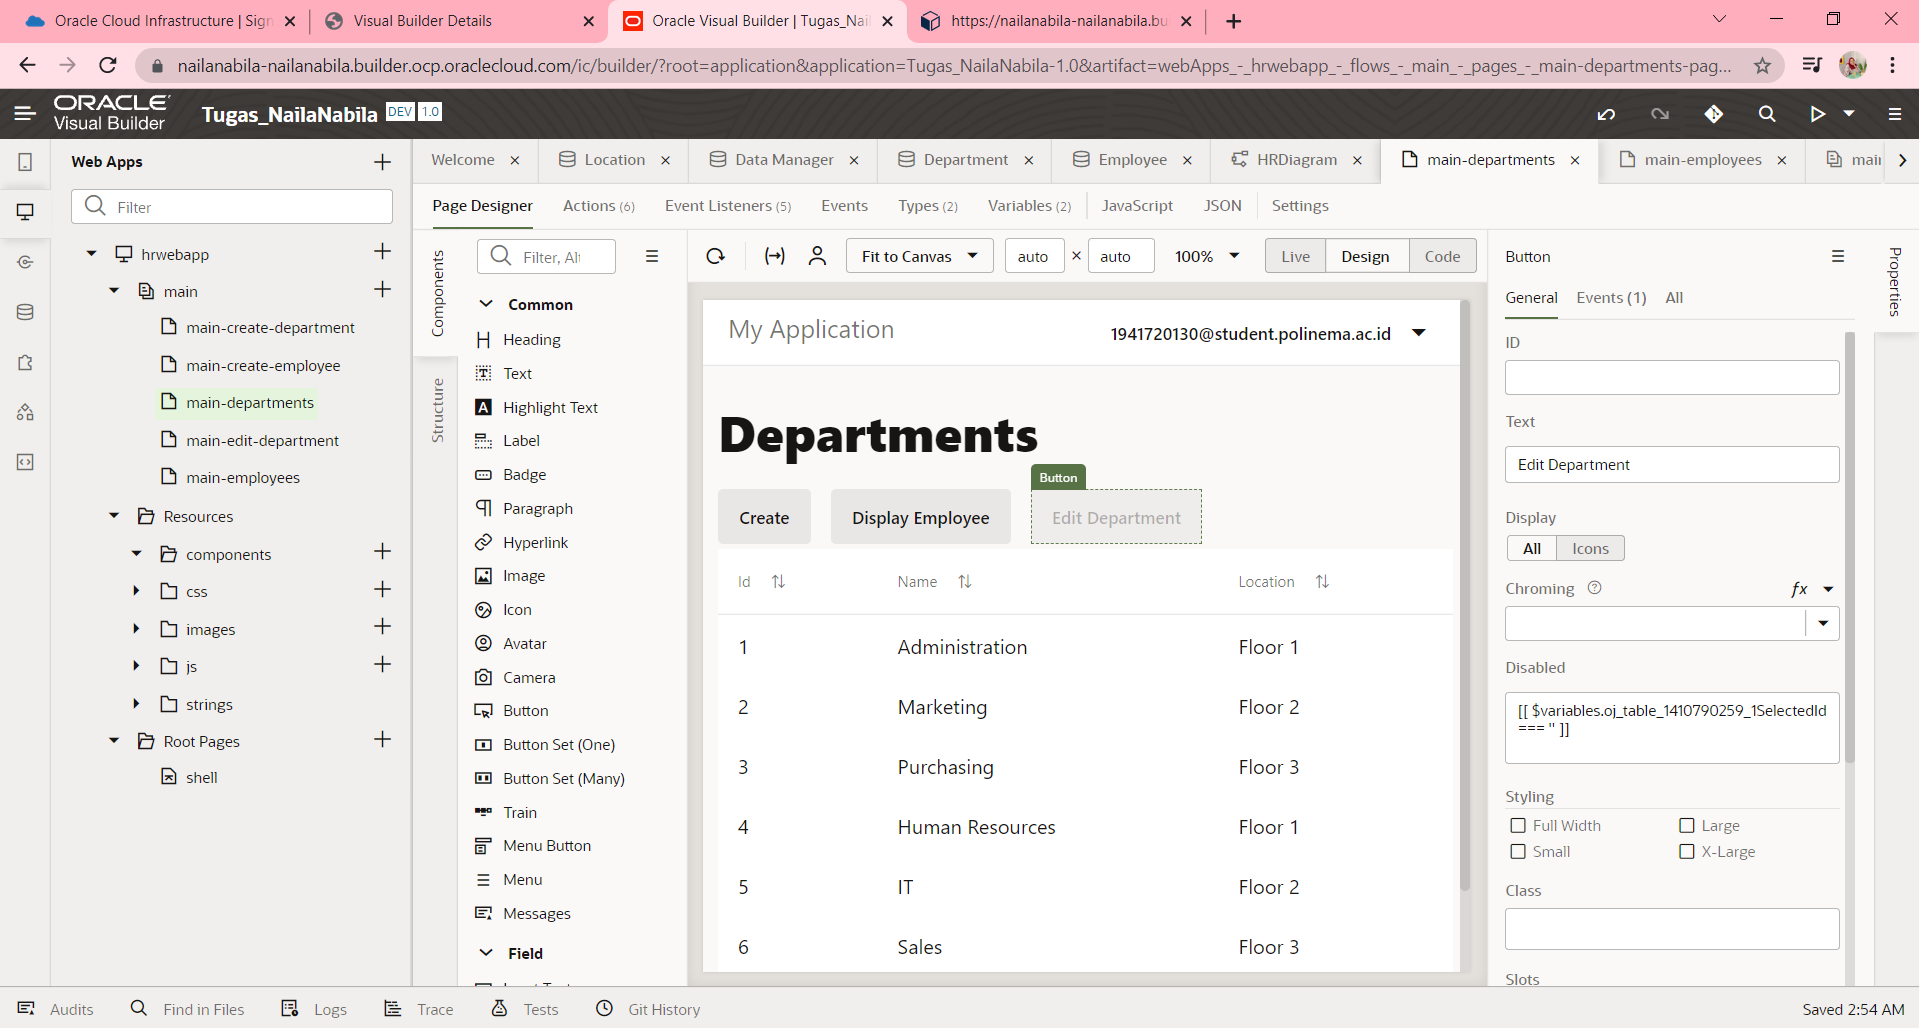 Oracle Cloud Infrastructure | Sign
Visual Builder Details
Oracle Visual Builder | Tugas_Nail
https://nailanabila-nailanabila.bu
nailanabila-nailanabila.builder.ocp.oraclecloud.com/ic/builder/?root=application&application=Tugas_NailaNabila-1.0&artifact=webApps_-_hrwebapp_-_flows_-_main_-_pages_-_main-departments-pag...
ORACLE
Visual Builder
Tugas_NailaNabila DEV 1.0
Web Apps
Filter
hrwebapp
main
main-create-department
main-create-employee
main-departments
main-edit-department
main-employees
Resources
components
css
images
js
strings
Root Pages
shell
Welcome
Location
Data Manager
Department
Employee
HRDiagram
main-departments
main-employees
mai
Page Designer
Actions (6)
Event Listeners (5)
Events
Types (2)
Variables (2)
JavaScript
JSON
Settings
Components
Structure
Filter, Al
Common
Heading
Text
Highlight Text
Label
Badge
Paragraph
Hyperlink
Image
Icon
Avatar
Camera
Button
Button Set (One)
Button Set (Many)
Train
Menu Button
Menu
Messages
Field
Fit to Canvas
auto × auto
100%
Live
Design
Code
My Application
1941720130@student.polinema.ac.id
Departments
Button
Create
Display Employee
Edit Department
Id Name Location
1 Administration Floor 1
2 Marketing Floor 2
3 Purchasing Floor 3
4 Human Resources Floor 1
5 IT Floor 2
6 Sales Floor 3
Button
General
Events (1)
All
Properties
ID
Text
Edit Department
Display
All
Icons
Chroming
fx
Disabled
[[ $variables.oj_table_1410790259_1SelectedId
=== '' ]]
Styling
Full Width
Large
Small
X-Large
Class
Slots
Audits
Find in Files
Logs
Trace
Tests
Git History
Saved 2:54 AM